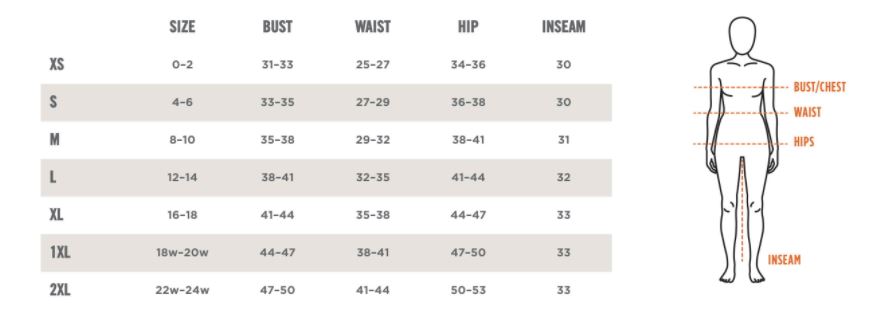 SIZE BUST WAIST HIP INSEAM
XS 0–2 31–33 25–27 34–36 30
S 4–6 33–35 27–29 36–38 30
M 8–10 35–38 29–32 38–41 31
L 12–14 38–41 32–35 41–44 32
XL 16–18 41–44 35–38 44–47 33
1XL 18w–20w 44–47 38–41 47–50 33
2XL 22w–24w 47–50 41–44 50–53 33
BUST/CHEST
WAIST
HIPS
INSEAM